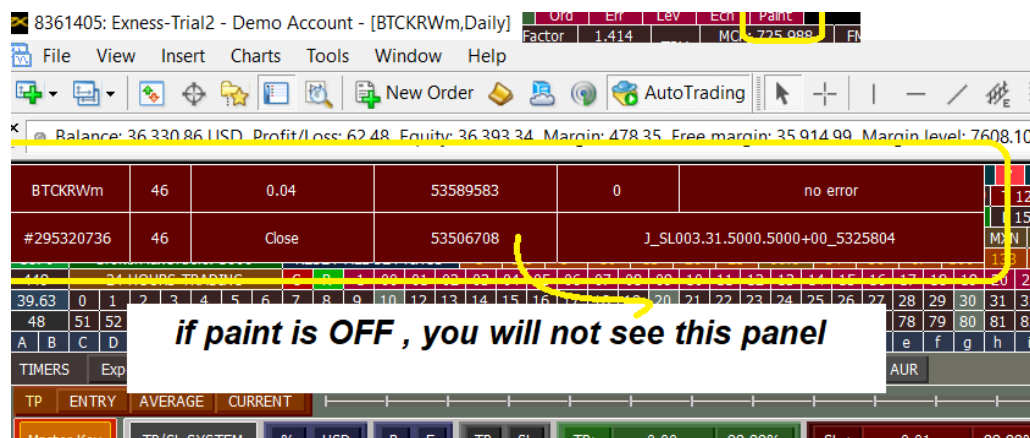 8361405: Exness-Trial2 - Demo Account - [BTCKRWm,Daily]
Ord Err Lev Ech Paint
Factor 1.414 MCH: 725.988
File View Insert Charts Tools Window Help
New Order AutoTrading
Balance: 36 330.86 USD Profit/Loss: 62.48 Equity: 36 393.34 Margin: 478.35 Free margin: 35 914.99 Margin level: 7608.10
BTCKRWm 46 0.04 53589583 0 no error
#295320736 46 Close 53506708 J_SL003.31.5000.5000+00_5325804
MXN
24 HOURS TRADING
39.63 0 1 2 3 4 5 6 7 8 9 10 12 13 14 15 16 20 21 22 23 24 25 26 27 28 29 30 31
48 51 52 78 79 80 81
A B C D e f g h
if paint is OFF , you will not see this panel
TIMERS Exp AUR
TP ENTRY AVERAGE CURRENT